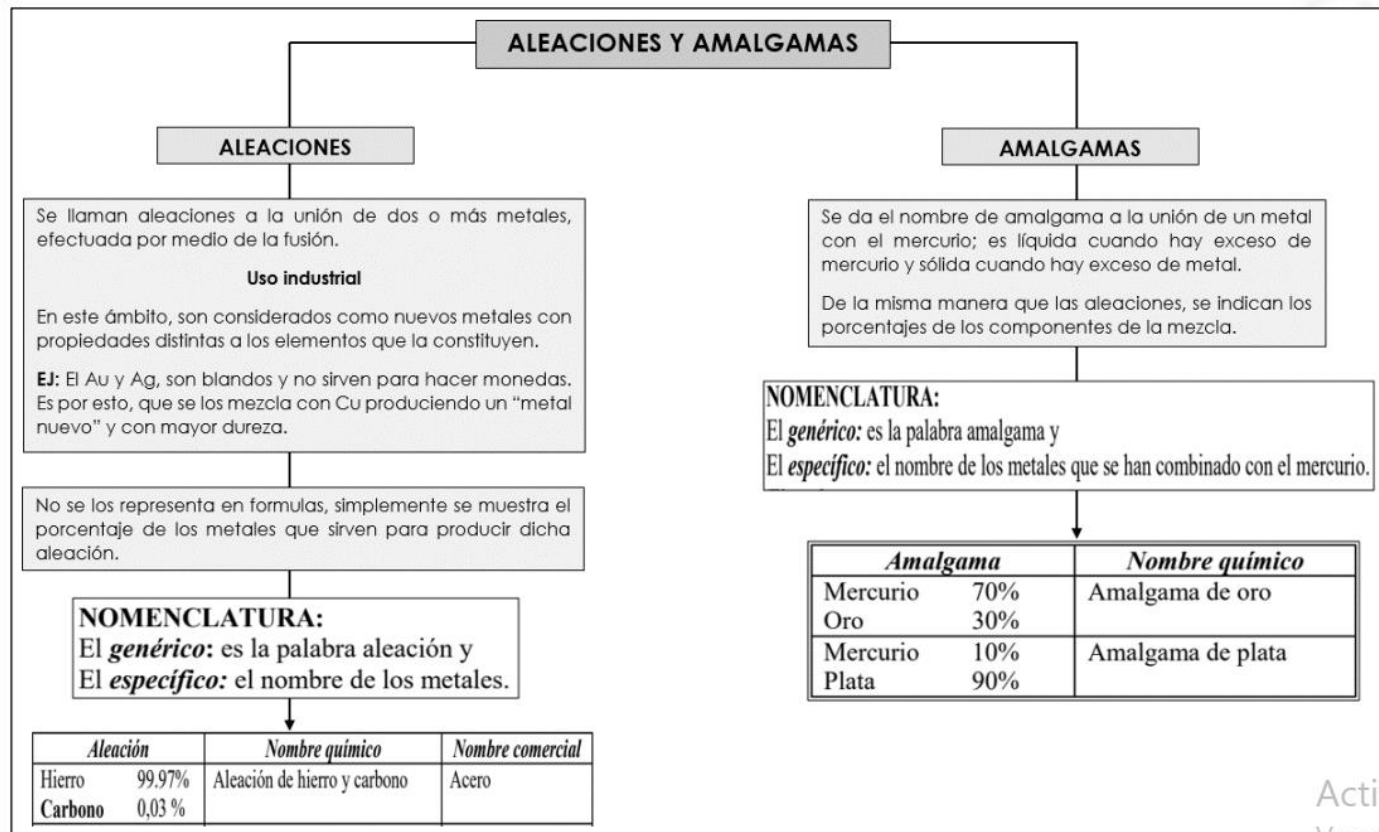 ALEACIONES Y AMALGAMAS
ALEACIONES
Se llaman aleaciones a la unión de dos o más metales,
efectuada por medio de la fusión.
Uso industrial
En este ámbito, son considerados como nuevos metales con
propiedades distintas a los elementos que la constituyen.
EJ: El Au y Ag, son blandos y no sirven para hacer monedas.
Es por esto, que se los mezcla con Cu produciendo un “metal
nuevo” y con mayor dureza.
No se los representa en formulas, simplemente se muestra el
porcentaje de los metales que sirven para producir dicha
aleación.
NOMENCLATURA:
El genérico: es la palabra aleación y
El específico: el nombre de los metales.
Aleación Nombre químico Nombre comercial
Hierro 99.97% Aleación de hierro y carbono Acero
Carbono 0,03 %
AMALGAMAS
Se da el nombre de amalgama a la unión de un metal
con el mercurio; es líquida cuando hay exceso de
mercurio y sólida cuando hay exceso de metal.
De la misma manera que las aleaciones, se indican los
porcentajes de los componentes de la mezcla.
NOMENCLATURA:
El genérico: es la palabra amalgama y
El específico: el nombre de los metales que se han combinado con el mercurio.
Amalgama Nombre químico
Mercurio 70% Amalgama de oro
Oro 30%
Mercurio 10% Amalgama de plata
Plata 90%
Acti